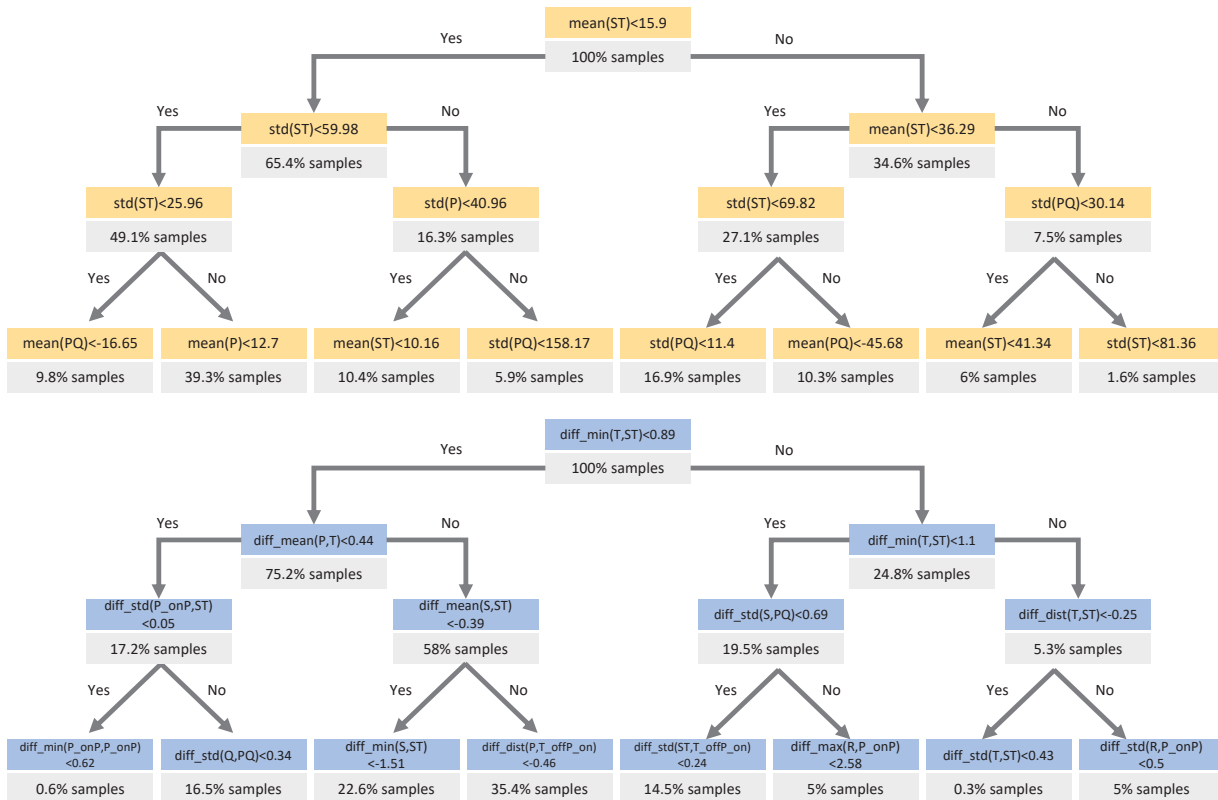 mean(ST)<15.9
Yes
No
100% samples
Yes
No
Yes
No
std(ST)<59.98
mean(ST)<36.29
65.4% samples
34.6% samples
std(ST)<25.96
std(P)<40.96
std(ST)<69.82
std(PQ)<30.14
49.1% samples
16.3% samples
27.1% samples
7.5% samples
Yes
No
Yes
No
Yes
No
Yes
No
mean(PQ)<-16.65
mean(P)<12.7
mean(ST)<10.16
std(PQ)<158.17
std(PQ)<11.4
mean(PQ)<-45.68
mean(ST)<41.34
std(ST)<81.36
9.8% samples
39.3% samples
10.4% samples
5.9% samples
16.9% samples
10.3% samples
6% samples
1.6% samples
diff_min(T,ST)<0.89
Yes
No
100% samples
Yes
No
Yes
No
diff_mean(P,T)<0.44
diff_min(T,ST)<1.1
75.2% samples
24.8% samples
diff_std(P_onP,ST)
<0.05
diff_mean(S,ST)
<-0.39
diff_std(S,PQ)<0.69
diff_dist(T,ST)<-0.25
17.2% samples
58% samples
19.5% samples
5.3% samples
Yes
No
Yes
No
Yes
No
Yes
No
diff_min(P_onP,P_onP)
<0.62
diff_std(Q,PQ)<0.34
diff_min(S,ST)
<-1.51
diff_dist(P,T_offP_on)
<-0.46
diff_std(ST,T_offP_on)
<0.24
diff_max(R,P_onP)
<2.58
diff_std(T,ST)<0.43
diff_std(R,P_onP)
<0.5
0.6% samples
16.5% samples
22.6% samples
35.4% samples
14.5% samples
5% samples
0.3% samples
5% samples